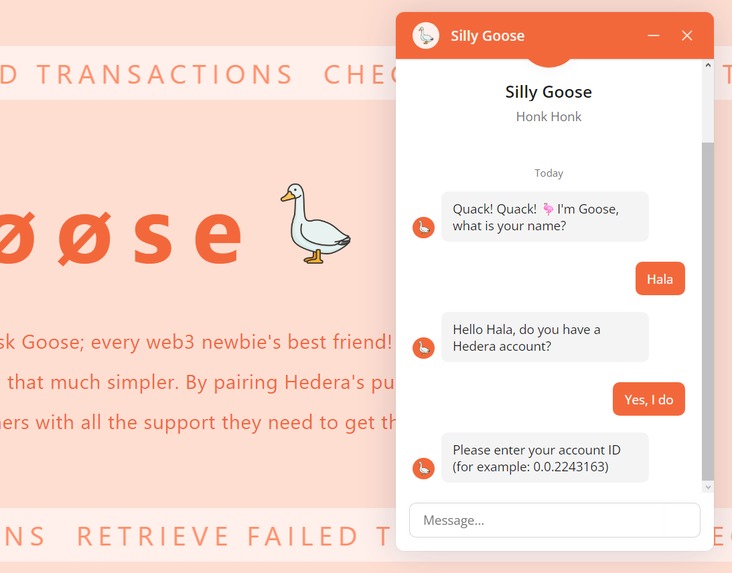 D TRANSACTIONS CHEC
Silly Goose
Silly Goose
Honk Honk
Today
Quack! Quack! 🦩 I'm Goose,
what is your name?
Hala
Hello Hala, do you have a
Hedera account?
Yes, I do
Please enter your account ID
(for example: 0.0.2243163)
Message...
øøse
sk Goose; every web3 newbie's best friend!
that much simpler. By pairing Hedera's pu
ers with all the support they need to get th
NS RETRIEVE FAILED T